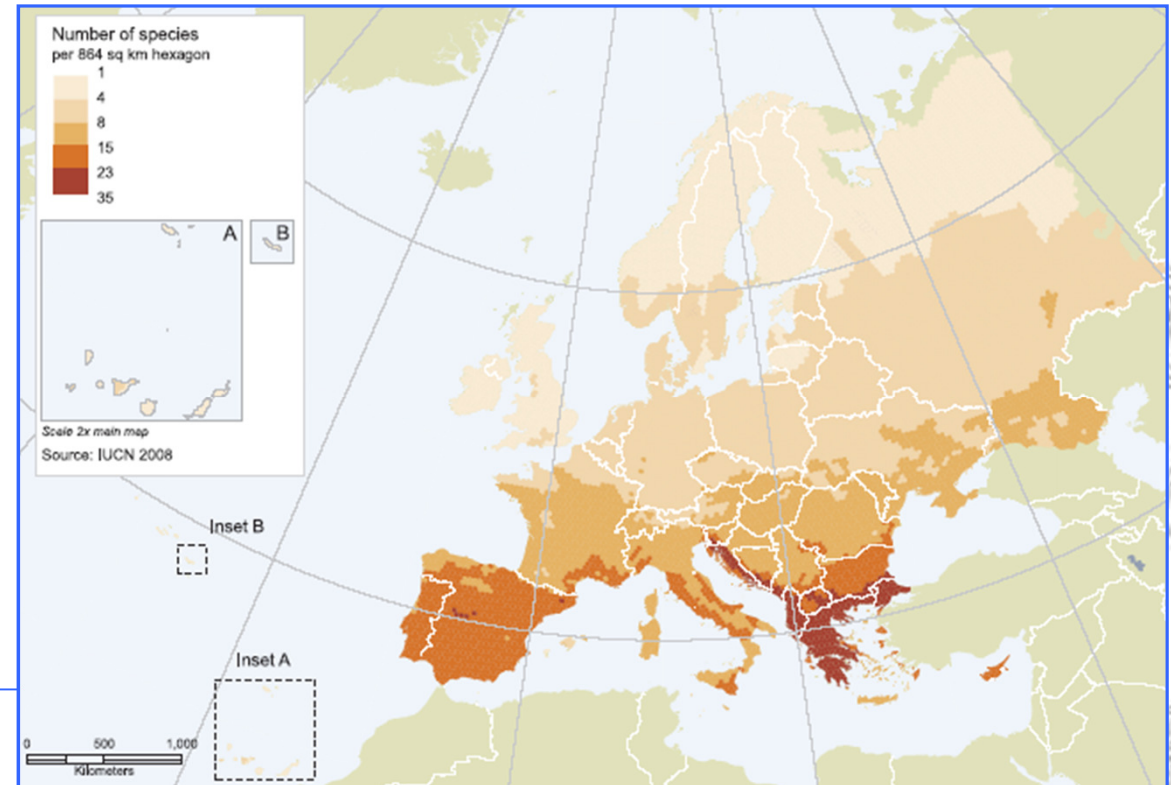 Number of species
per 864 sq km hexagon
1
4
8
15
23
35
A
B
Scale 2x main map
Source: IUCN 2008
Inset B
Inset A
0 500 1,000
Kilometers